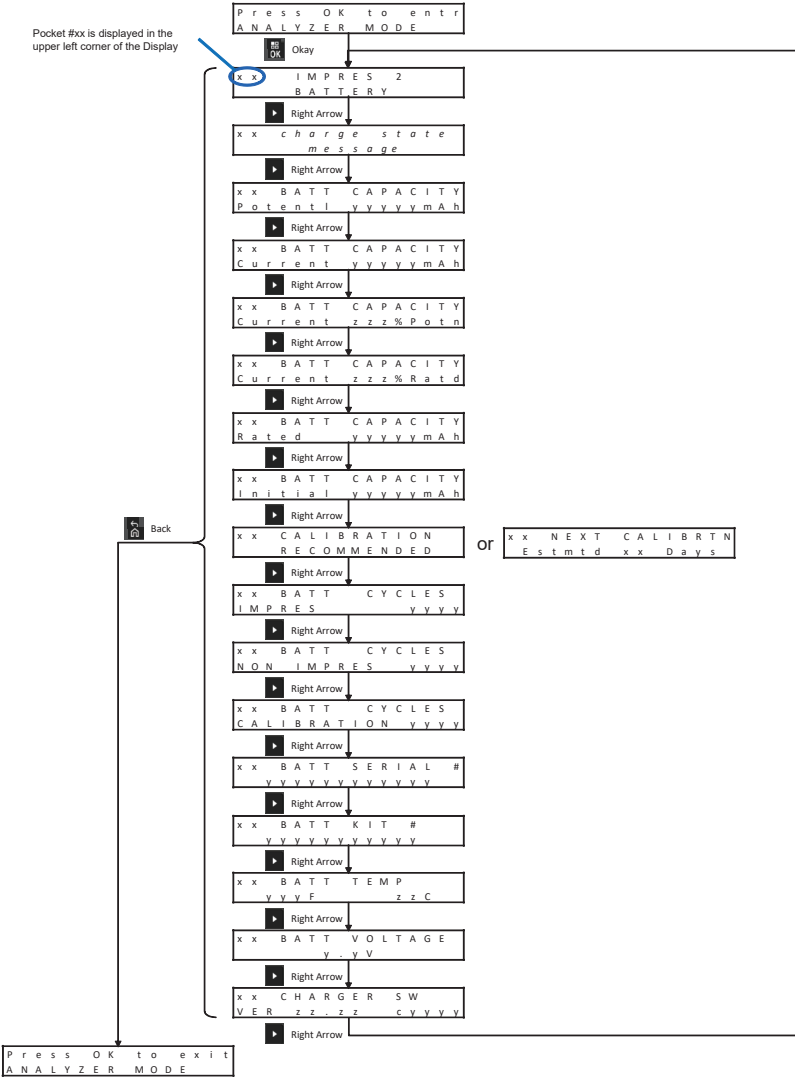 Press OK to entr
ANALYZER MODE
Pocket #xx is displayed in the
upper left corner of the Display
OK
Okay
xx IMPRES 2
BATTERY
Right Arrow
xx charge state
message
Right Arrow
xx BATT CAPACITY
Potentl yyyyymAh
Right Arrow
xx BATT CAPACITY
Current yyyyymAh
Right Arrow
xx BATT CAPACITY
Current zzz%Potn
Right Arrow
xx BATT CAPACITY
Current zzz%Ratd
Right Arrow
xx BATT CAPACITY
Rated yyyyymAh
Right Arrow
xx BATT CAPACITY
Initial yyyyymAh
Right Arrow
Back
xx CALIBRATION
RECOMMENDED
or
xx NEXT CALIBRTN
Estmtd xx Days
Right Arrow
xx BATT CYCLES
IMPRES yyyy
Right Arrow
xx BATT CYCLES
NON IMPRES yyyy
Right Arrow
xx BATT CYCLES
CALIBRATION yyyy
Right Arrow
xx BATT SERIAL #
yyyyyyyyyyyy
Right Arrow
xx BATT KIT #
yyyyyyyyyyy
Right Arrow
xx BATT TEMP
yyyF zzC
Right Arrow
xx BATT VOLTAGE
y.yV
Right Arrow
xx CHARGER SW
VER zz.zz cyyyy
Right Arrow
Press OK to exit
ANALYZER MODE